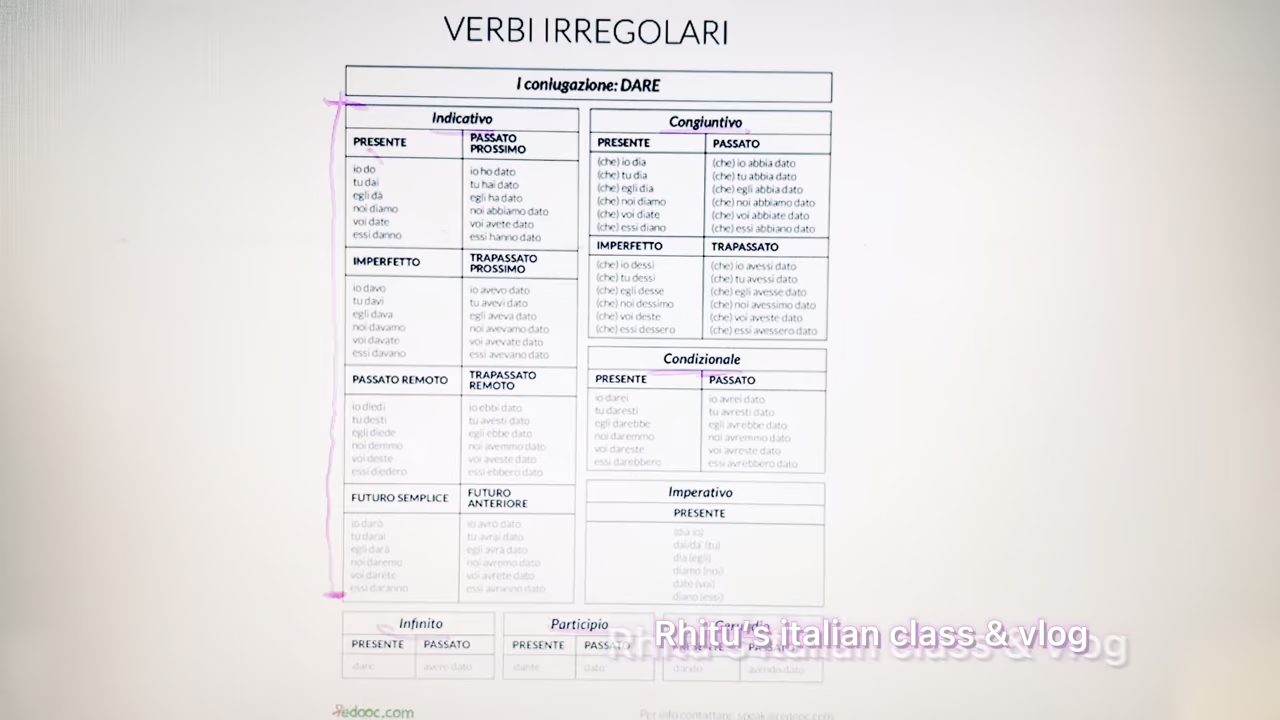 VERBI IRREGOLARI
I coniugazione: DARE
Indicativo
PRESENTE
io do
tu dai
egli dà
noi diamo
voi date
essi danno
PASSATO
PROSSIMO
io ho dato
tu hai dato
egli ha dato
noi abbiamo dato
voi avete dato
essi hanno dato
IMPERFETTO
io davo
tu davi
egli dava
noi davamo
voi davate
essi davano
TRAPASSATO
PROSSIMO
io avevo dato
tu avevi dato
egli aveva dato
noi avevamo dato
voi avevate dato
essi avevano dato
PASSATO REMOTO
io diedi
tu desti
egli diede
noi demmo
voi deste
essi diedero
TRAPASSATO
REMOTO
io ebbi dato
tu avesti dato
egli ebbe dato
noi avemmo dato
voi aveste dato
essi ebbero dato
FUTURO SEMPLICE
io darò
tu darai
egli darà
noi daremo
voi darete
essi daranno
FUTURO
ANTERIORE
io avrò dato
tu avrai dato
egli avrà dato
noi avremo dato
voi avrete dato
essi avranno dato
Congiuntivo
PRESENTE
(che) io dia
(che) tu dia
(che) egli dia
(che) noi diamo
(che) voi diate
(che) essi diano
PASSATO
(che) io abbia dato
(che) tu abbia dato
(che) egli abbia dato
(che) noi abbiamo dato
(che) voi abbiate dato
(che) essi abbiano dato
IMPERFETTO
(che) io dessi
(che) tu dessi
(che) egli desse
(che) noi dessimo
(che) voi deste
(che) essi dessero
TRAPASSATO
(che) io avessi dato
(che) tu avessi dato
(che) egli avesse dato
(che) noi avessimo dato
(che) voi aveste dato
(che) essi avessero dato
Condizionale
PRESENTE
io darei
tu daresti
egli darebbe
noi daremmo
voi dareste
essi darebbero
PASSATO
io avrei dato
tu avresti dato
egli avrebbe dato
noi avremmo dato
voi avreste dato
essi avrebbero dato
Imperativo
PRESENTE
dai/da' (tu)
dia (egli)
diamo (noi)
date (voi)
diano (essi)
Infinito
PRESENTE PASSATO
dare avere dato
Participio
PRESENTE PASSATO
dante dato
Rhitu's italian class & vlog
PRESENTE PASSATO
dando avendo dato
Redooc.com
Per info contattare: speak@redooc.com